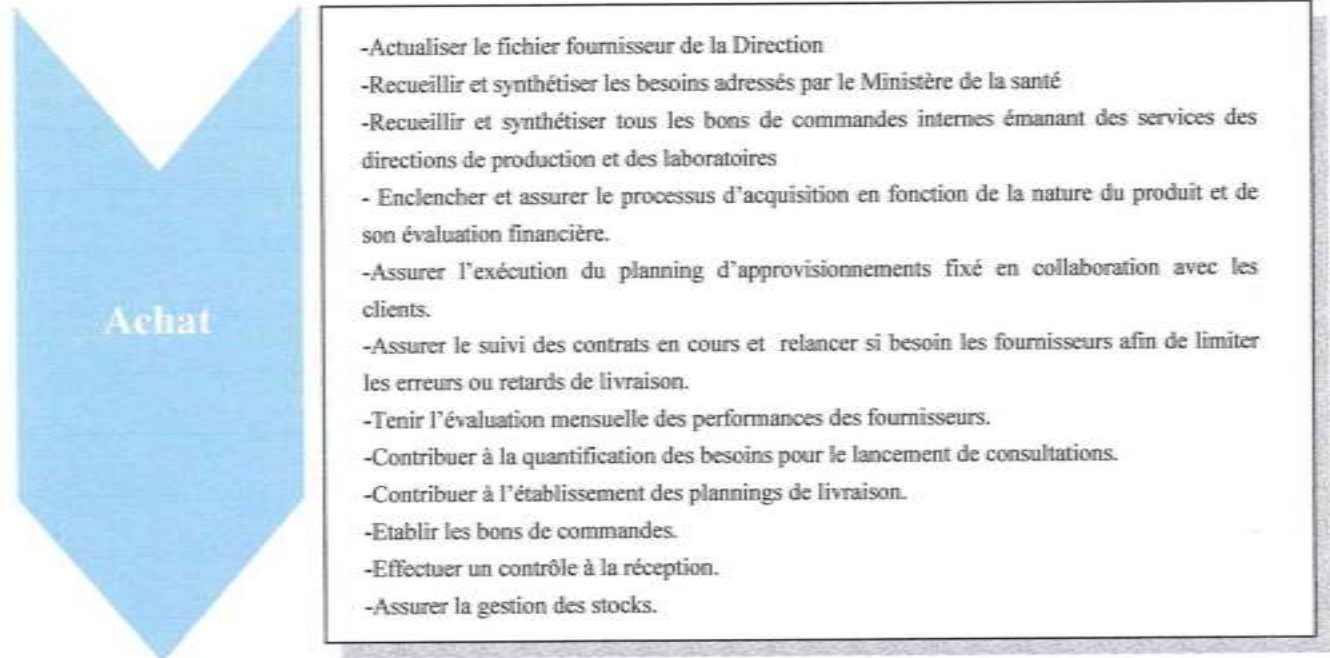 -Actualiser le fichier fournisseur de la Direction
-Recueillir et synthétiser les besoins adressés par le Ministère de la santé
-Recueillir et synthétiser tous les bons de commandes internes émanant des services des
directions de production et des laboratoires
- Enclencher et assurer le processus d'acquisition en fonction de la nature du produit et de
son évaluation financière.
-Assurer l'exécution du planning d'approvisionnements fixé en collaboration avec les
clients.
Achat
-Assurer le suivi des contrats en cours et relancer si besoin les fournisseurs afin de limiter
les erreurs ou retards de livraison.
-Tenir l'évaluation mensuelle des performances des fournisseurs.
-Contribuer à la quantification des besoins pour le lancement de consultations.
-Contribuer à l'établissement des plannings de livraison.
-Etablir les bons de commandes.
-Effectuer un contrôle à la réception.
-Assurer la gestion des stocks.